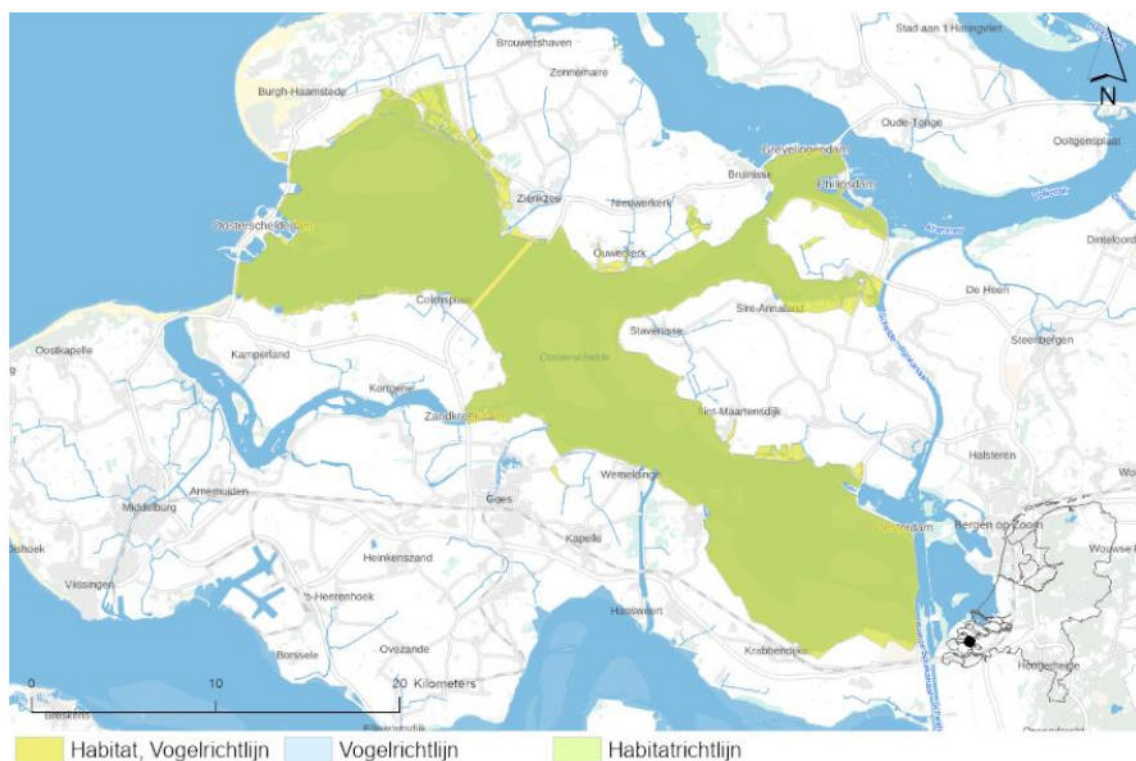 Brouwershaven
Stad aan 't Haringvliet
Zonnemaire
Burgh-Haamstede
N
Oude-Tonge
Ooltgensplaat
Grevelingendam
Bruinisse
Philipsdam
Zierikzee
Nieuwerkerk
Volkerak
Oosterscheldedam
Krammer
Dinteloord
Ouwerkerk
De Heen
Colijnsplaat
Sint-Annaland
Oostkapelle
Stavenisse
Steenbergen
Kamperland
Oosterschelde
Kortgene
Zandkreekdam
Sint-Maartensdijk
Halsteren
Wemeldinge
Arnemuiden
Goes
Middelburg
Bergen op Zoom
Kapelle
Heinkenszand
Vlissingen
Hansweert
Borssele
Ovezande
Krabbendijke
Hoogerheide
0 10 20 Kilometers
Breskens
Habitat, Vogelrichtlijn Vogelrichtlijn Habitatrichtlijn